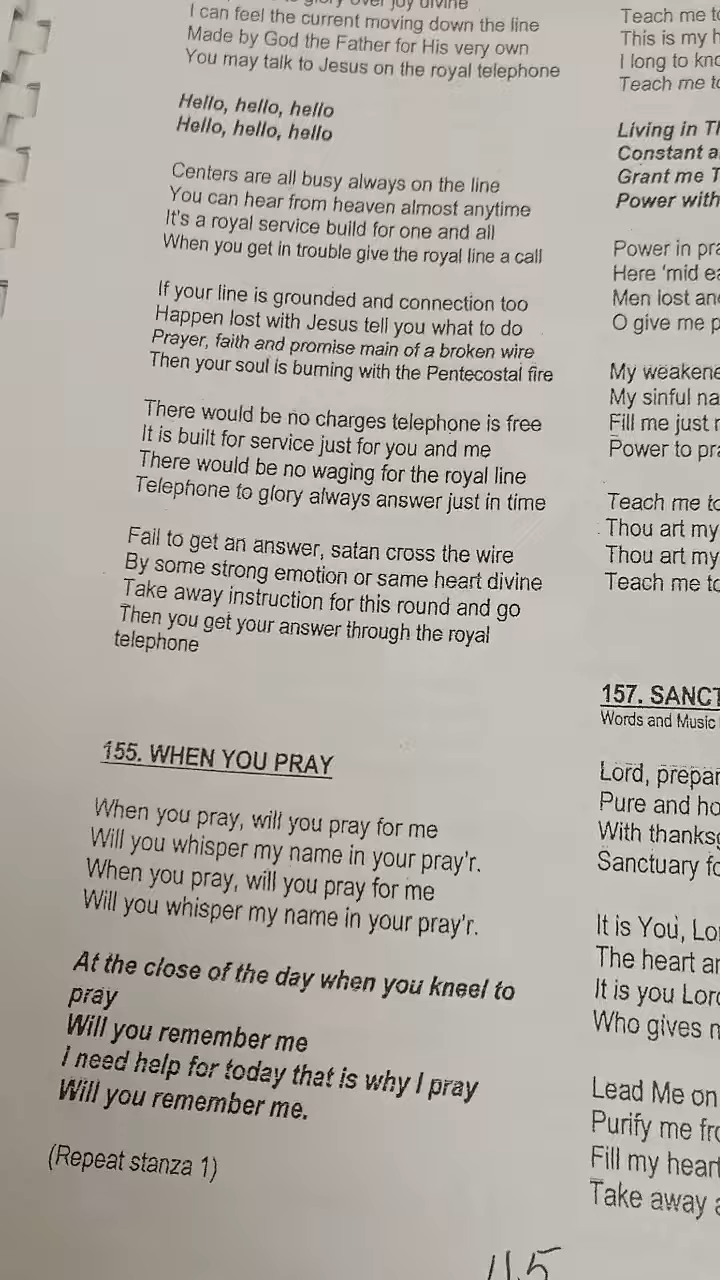 joy divine
I can feel the current moving down the line
Made by God the Father for His very own
You may talk to Jesus on the royal telephone
Hello, hello, hello
Hello, hello, hello
Centers are all busy always on the line
You can hear from heaven almost anytime
It's a royal service build for one and all
When you get in trouble give the royal line a call
If your line is grounded and connection too
Happen lost with Jesus tell you what to do
Prayer, faith and promise main of a broken wire
Then your soul is burning with the Pentecostal fire
There would be no charges telephone is free
It is built for service just for you and me
There would be no waging for the royal line
Telephone to glory always answer just in time
Fail to get an answer, satan cross the wire
By some strong emotion or same heart divine
Take away instruction for this round and go
Then you get your answer through the royal
telephone
155. WHEN YOU PRAY
When you pray, will you pray for me
Will you whisper my name in your pray'r.
When you pray, will you pray for me
Will you whisper my name in your pray'r.
At the close of the day when you kneel to
pray
Will you remember me
I need help for today that is why I pray
Will you remember me.
(Repeat stanza 1)
Teach me
This is my
I long to
Teach me
Living in
Constant
Grant me
Power with
Power in
Here 'mid
Men lost
O give me
My
My sinful
Fill me just
Power to
Teach me
Thou art my
Thou art my
Teach me
157.
Words and Music
Lord,
Pure and
With
Sanctuary
It is You,
The heart
It is you
Who gives
Lead Me on
Purify me
Fill my
Take away
115